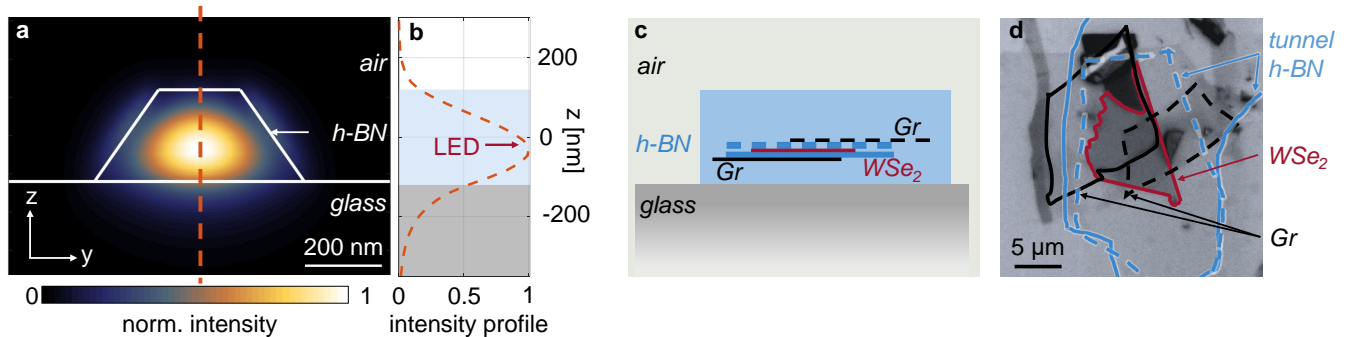 a
air
h-BN
glass
z
y
200 nm
0
1
norm. intensity
b
200
0
-200
z [nm]
LED
0
0.5
1
intensity profile
c
air
h-BN
Gr
Gr
WSe₂
glass
d
tunnel
h-BN
WSe₂
Gr
5 µm